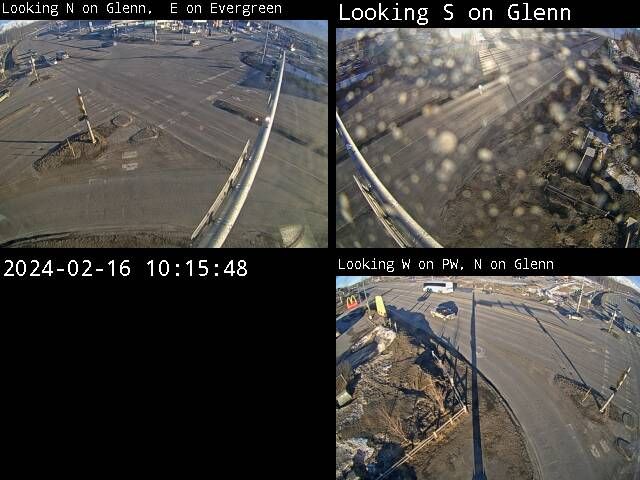 Looking N on Glenn,  E on Evergreen
Looking S on Glenn
2024-02-16 10:15:48
Looking W on PW, N on Glenn